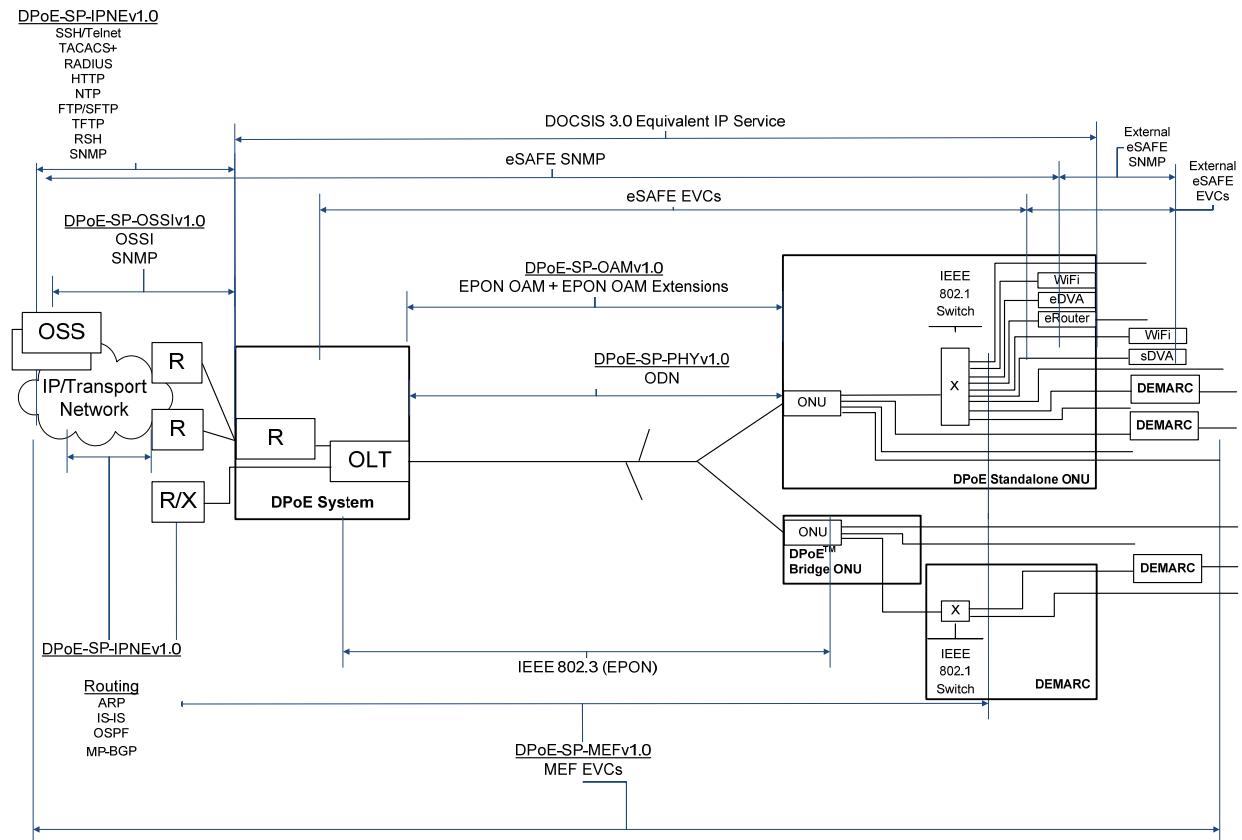 DPoE-SP-IPNEv1.0
SSH/Telnet
TACACS+
RADIUS
HTTP
NTP
FTP/SFTP
TFTP
RSH
SNMP
DOCSIS 3.0 Equivalent IP Service
eSAFE SNMP
External
eSAFE
SNMP
External
eSAFE
EVCs
eSAFE EVCs
DPoE-SP-OSSIv1.0
OSSI
SNMP
DPoE-SP-OAMv1.0
EPON OAM + EPON OAM Extensions
IEEE
802.1
Switch
WiFi
eDVA
eRouter
WiFi
sDVA
OSS
IP/Transport
Network
R
R
R/X
R
OLT
DPoE System
DPoE-SP-PHYv1.0
ODN
ONU
X
DEMARC
DEMARC
DPoE Standalone ONU
ONU
DPoE™
Bridge ONU
DEMARC
X
IEEE
802.1
Switch
DEMARC
DPoE-SP-IPNEv1.0
Routing
ARP
IS-IS
OSPF
MP-BGP
IEEE 802.3 (EPON)
DPoE-SP-MEFv1.0
MEF EVCs